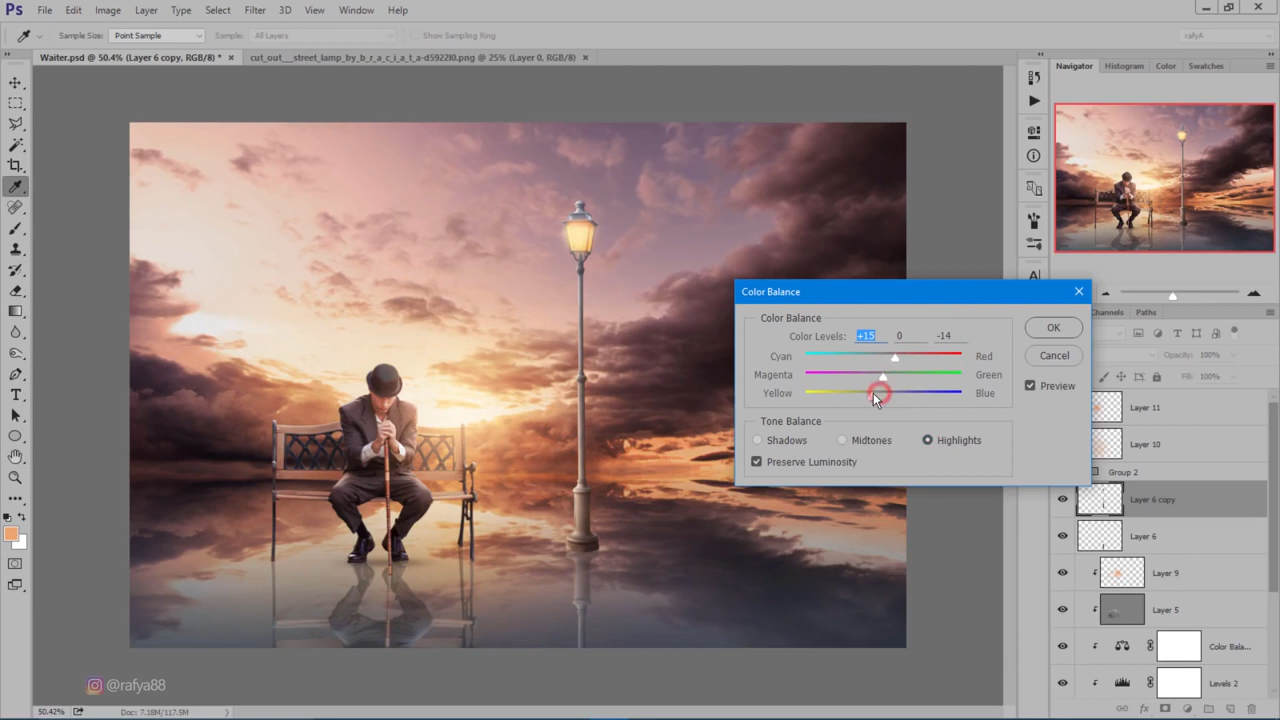 Ps File Edit Image Layer Type Select Filter 3D View Window Help
Sample Size: Point Sample Sample: All Layers Show Sampling Ring rafyA
Waiter.psd @ 50.4% (Layer 6 copy, RGB/8) * × cut_out__street_lamp_by_b_r_a_c_i_a_t_a-d5922l0.png @ 25% (Layer 0, RGB/8) ×
Navigator Histogram Color Swatches
Color Balance
Color Balance
Color Levels: +15 0 -14
Cyan Red
Magenta Green
Yellow Blue
Tone Balance
Shadows Midtones Highlights
Preserve Luminosity
OK
Cancel
Preview
Channels Paths
Opacity: 100%
Fill: 100%
Layer 11
Layer 10
Group 2
Layer 6 copy
Layer 6
Layer 9
Layer 5
Color Bala...
Levels 2
fx
@rafya88
50.42% Doc: 7.18M/117.5M